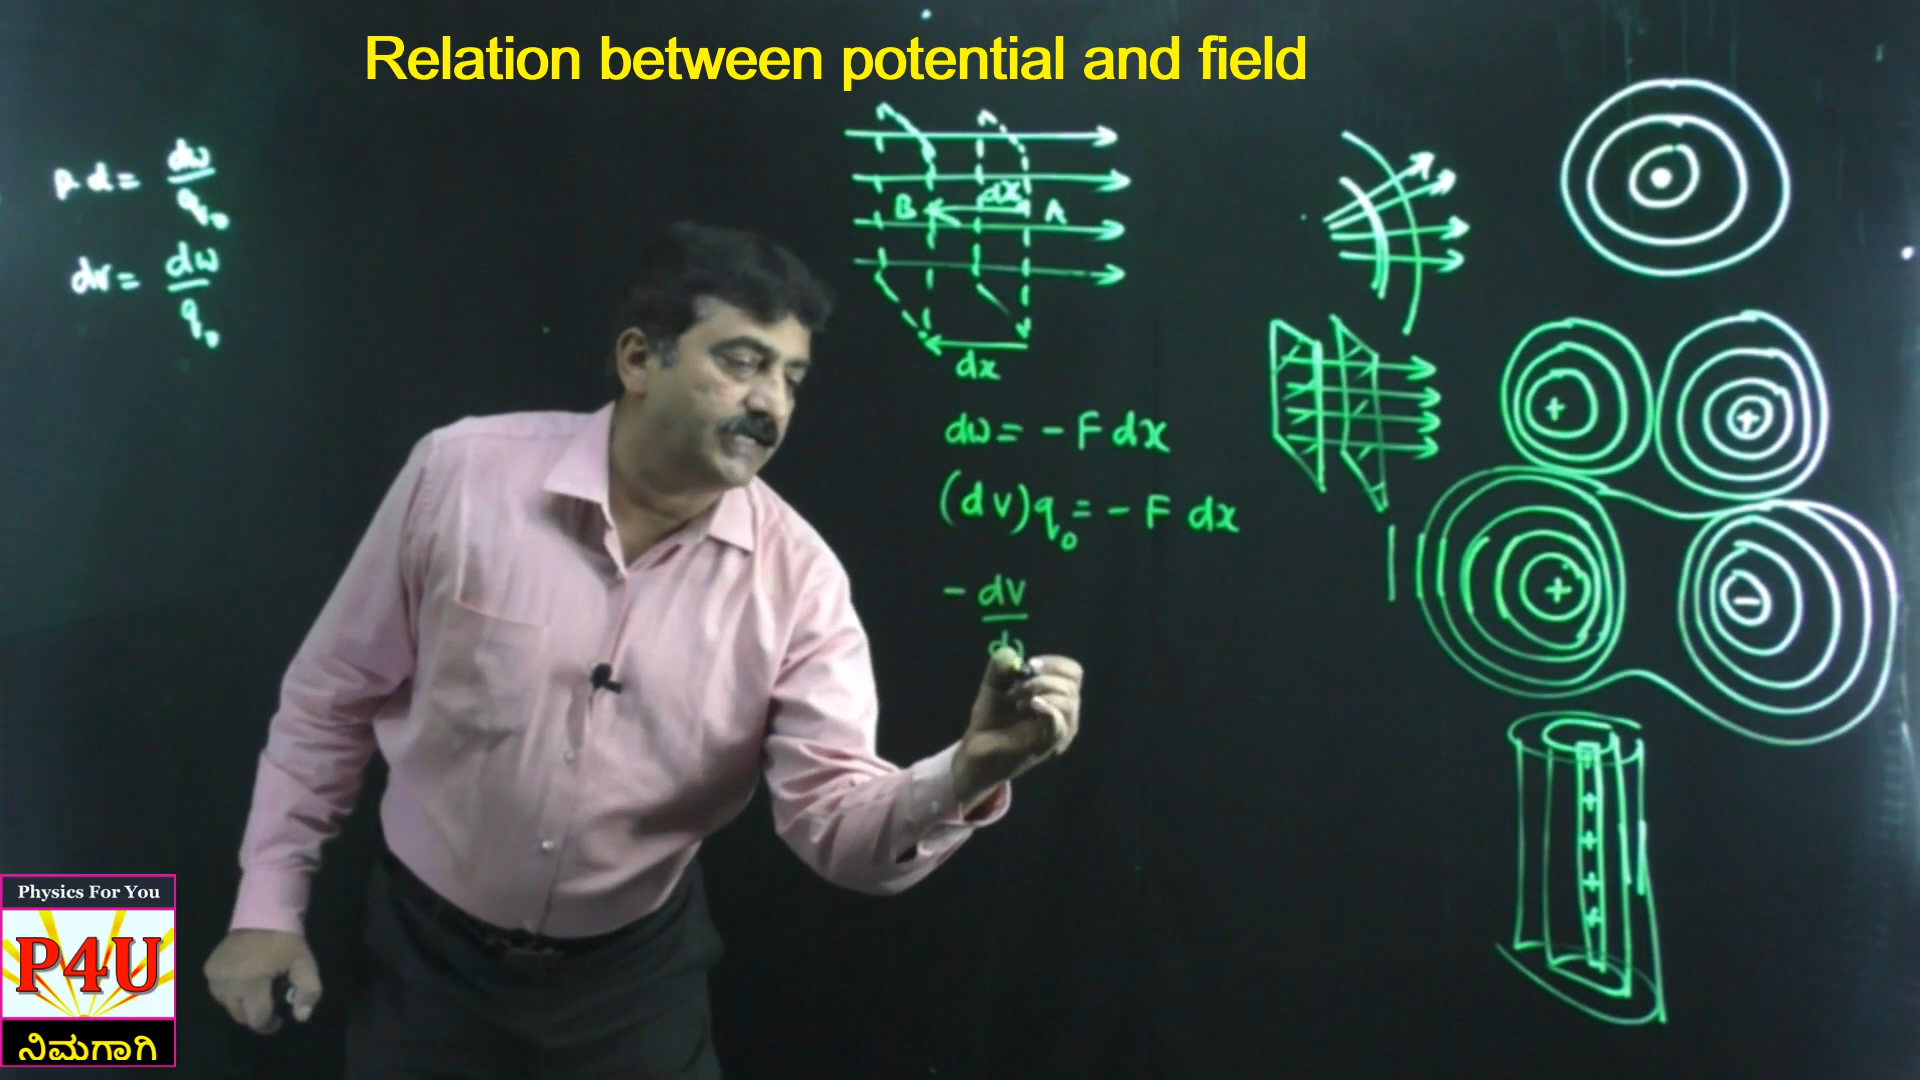 Relation between potential and field
p d = dw/q₀
dv = dw/q₀
dx
B
A
dx
dw = - F dx
(dv)q₀ = - F dx
- dV
+
+
+
-
+
+
+
+
Physics For You
P4U
ನಿಮಗಾಗಿ